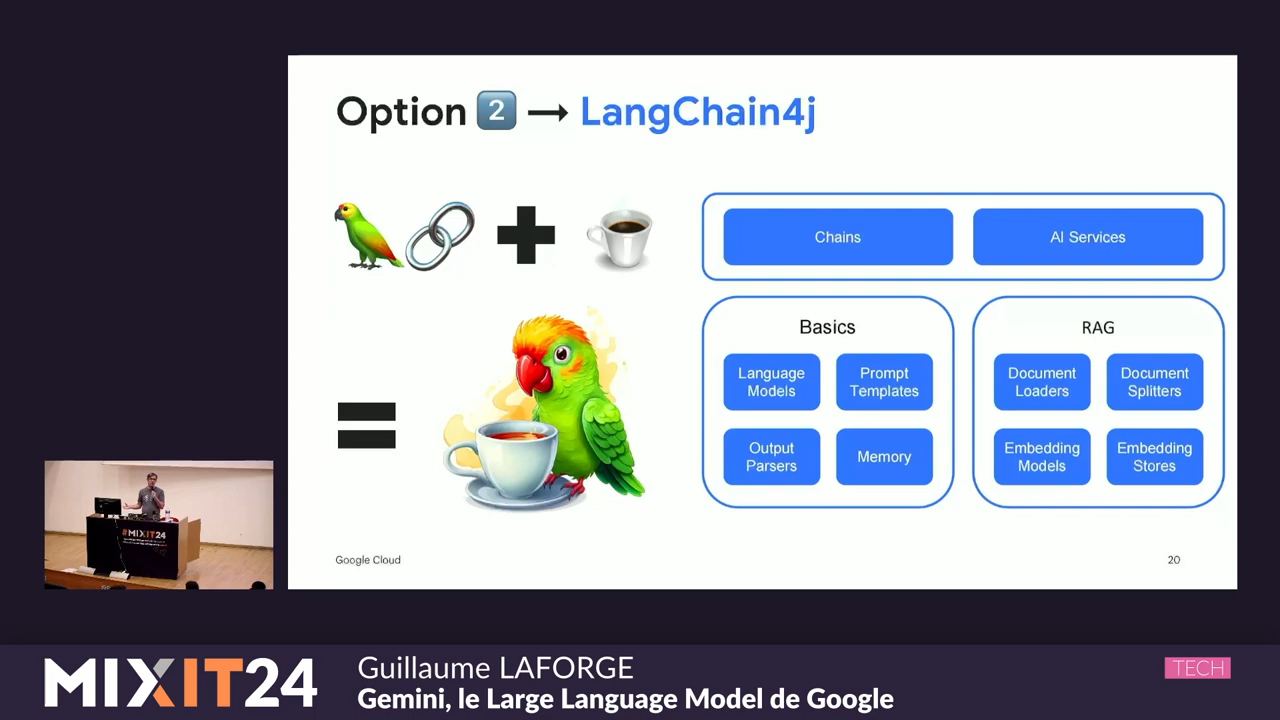 Option 2 → LangChain4j
Chains
AI Services
Basics
Language
Models
Prompt
Templates
Output
Parsers
Memory
RAG
Document
Loaders
Document
Splitters
Embedding
Models
Embedding
Stores
Google Cloud
20
#MIXIT24
MIXIT24
Guillaume LAFORGE
Gemini, le Large Language Model de Google
TECH